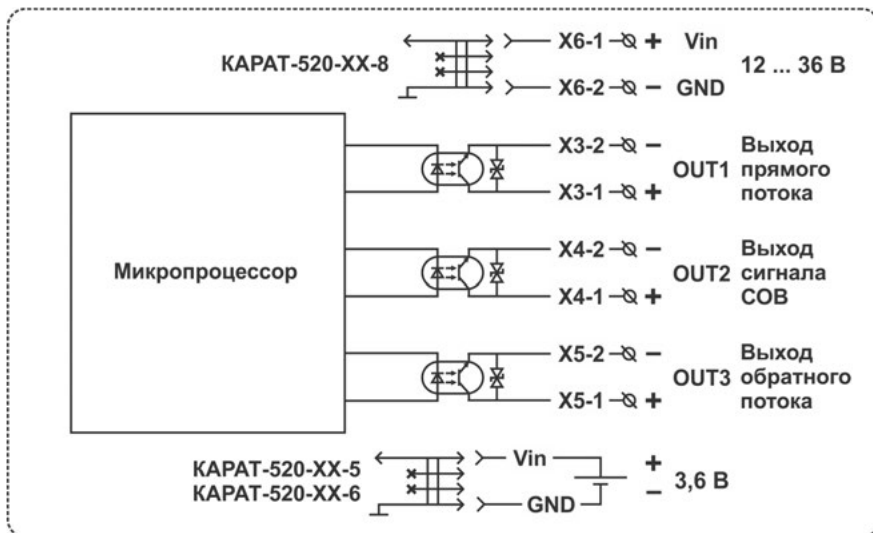 КАРАТ-520-ХХ-8
X6-1 + Vin
X6-2 – GND
12 ... 36 В
Микропроцессор
X3-2 –
X3-1 +
OUT1
Выход
прямого
потока
X4-2 –
X4-1 +
OUT2
Выход
сигнала
СОВ
X5-2 –
X5-1 +
OUT3
Выход
обратного
потока
КАРАТ-520-ХХ-5
КАРАТ-520-ХХ-6
Vin +
GND –
3,6 В